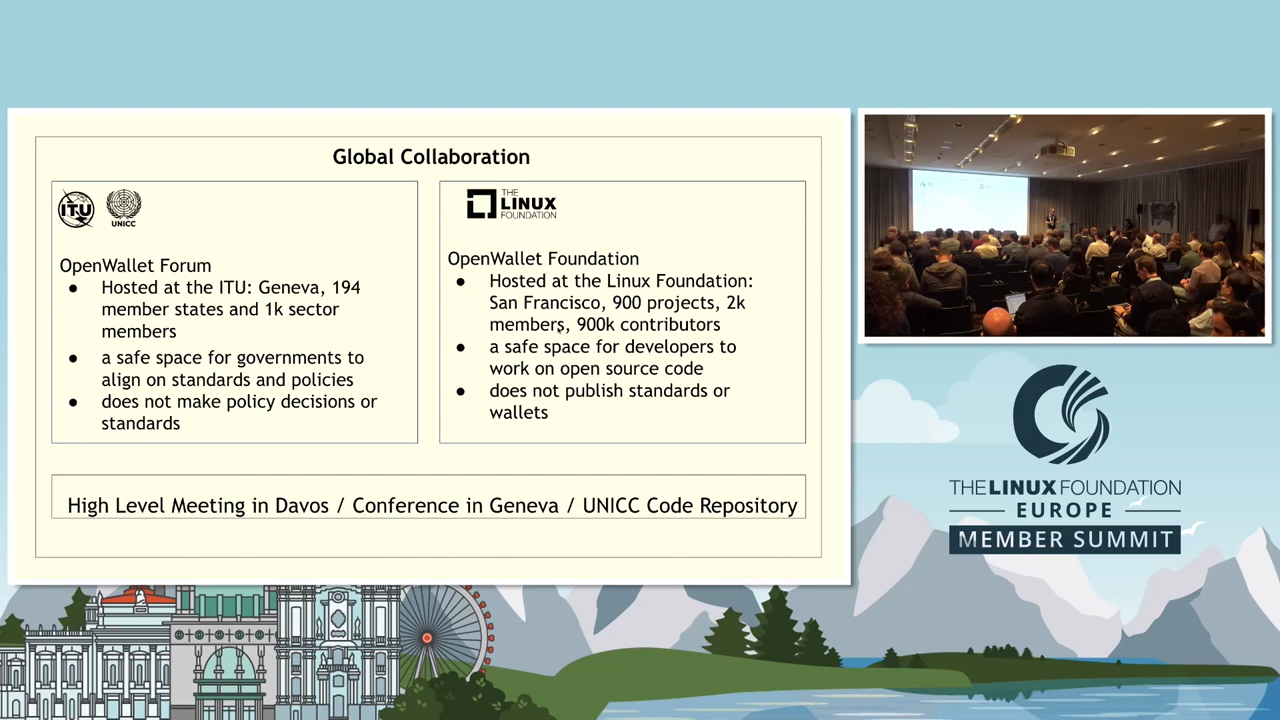 Global Collaboration
ITU
UNICC
OpenWallet Forum
● Hosted at the ITU: Geneva, 194
member states and 1k sector
members
● a safe space for governments to
align on standards and policies
● does not make policy decisions or
standards
THE
LINUX
FOUNDATION
OpenWallet Foundation
● Hosted at the Linux Foundation:
San Francisco, 900 projects, 2k
members, 900k contributors
● a safe space for developers to
work on open source code
● does not publish standards or
wallets
High Level Meeting in Davos / Conference in Geneva / UNICC Code Repository
THE LINUX FOUNDATION
EUROPE
MEMBER SUMMIT